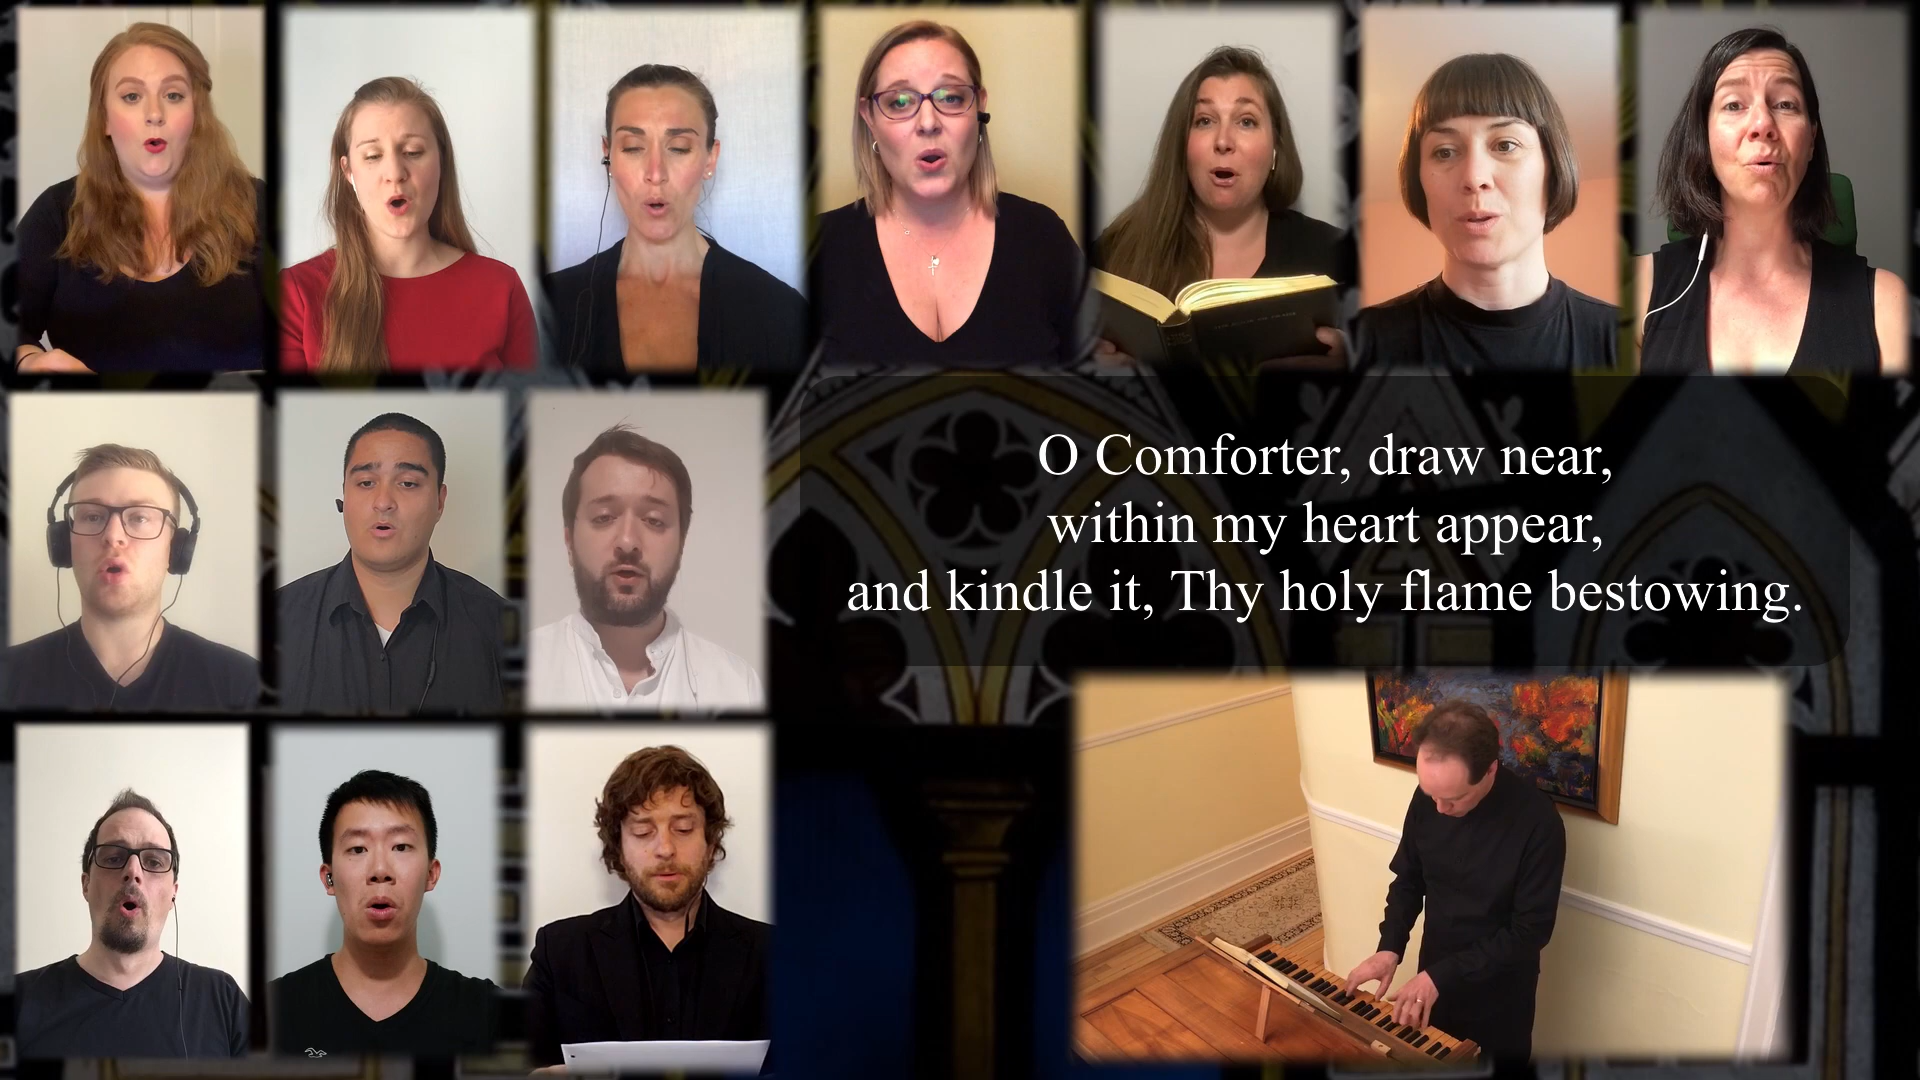 O Comforter, draw near,
within my heart appear,
and kindle it, Thy holy flame bestowing.